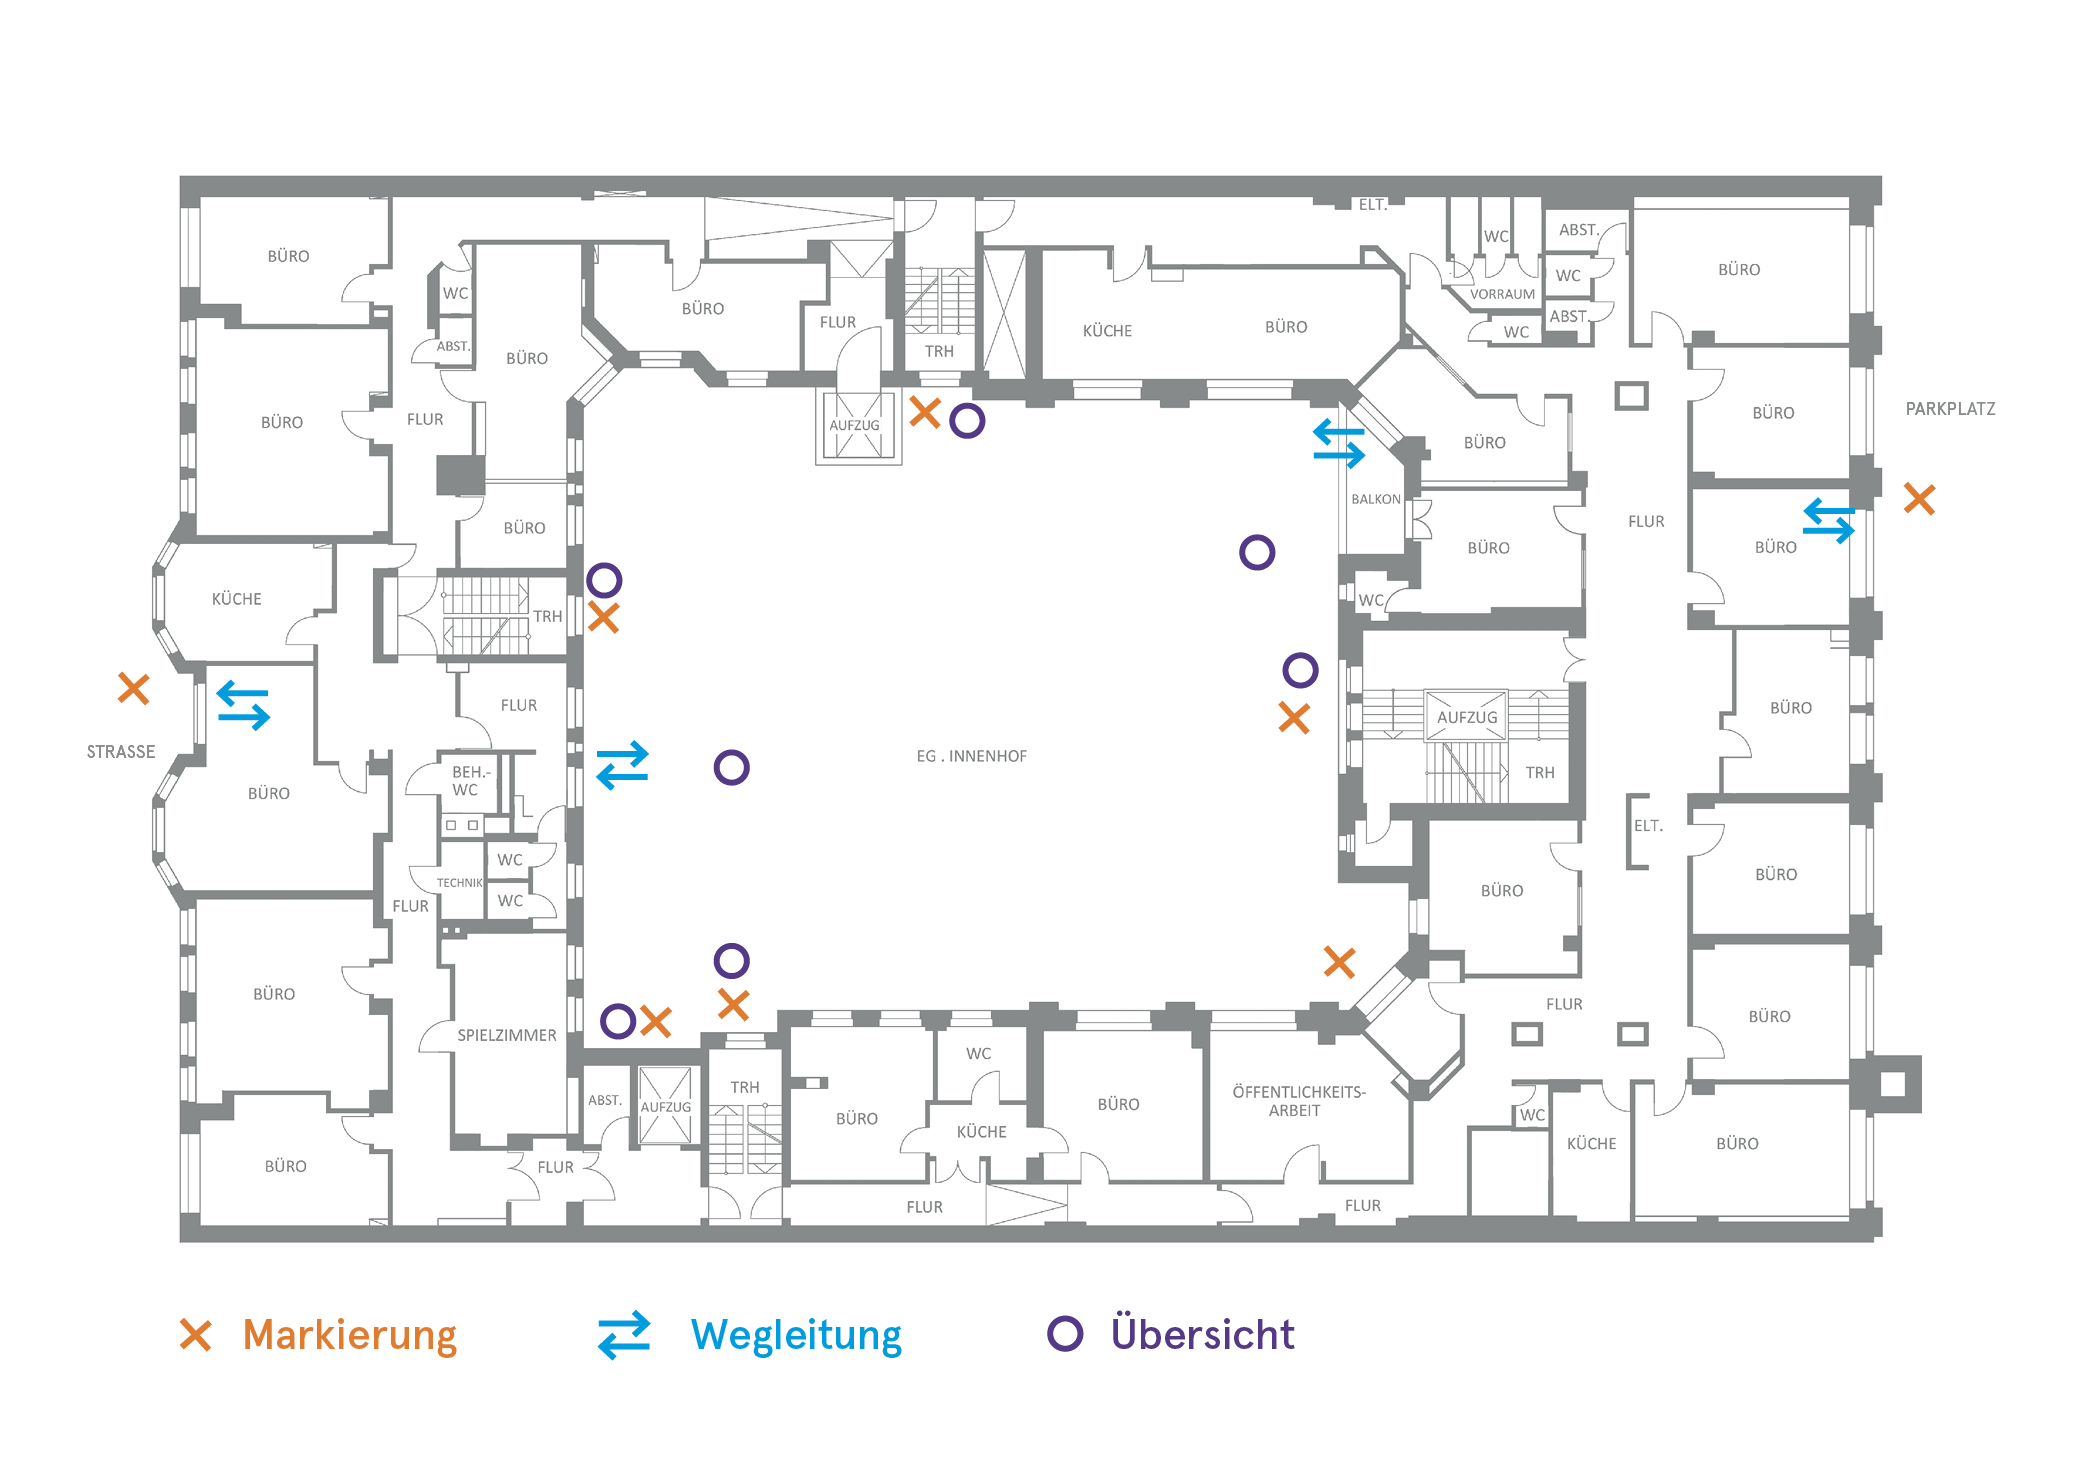 ELT.
ABST.
WC
BÜRO
WC
BÜRO
WC
VORRAUM
BÜRO
FLUR
ABST.
KÜCHE
BÜRO
WC
ABST.
BÜRO
TRH
BÜRO
FLUR
AUFZUG
BÜRO
BÜRO
PARKPLATZ
BÜRO
BALKON
FLUR
BÜRO
BÜRO
BÜRO
KÜCHE
TRH
WC
STRASSE
FLUR
EG . INNENHOF
AUFZUG
TRH
BÜRO
BÜRO
BEH.-
WC
ELT.
WC
TECHNIK
WC
FLUR
BÜRO
BÜRO
BÜRO
SPIELZIMMER
FLUR
BÜRO
WC
TRH
ABST.
AUFZUG
BÜRO
KÜCHE
BÜRO
ÖFFENTLICHKEITS-
ARBEIT
WC
KÜCHE
BÜRO
BÜRO
FLUR
FLUR
FLUR
Markierung
Wegleitung
Übersicht